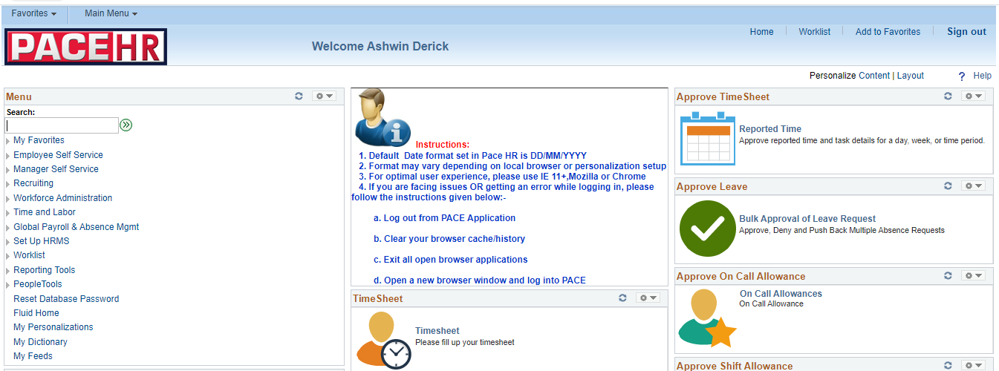 Favorites Main Menu
PACEHR
Welcome Ashwin Derick
Home Worklist Add to Favorites Sign out
Personalize Content | Layout ? Help
Menu
Search:
My Favorites
Employee Self Service
Manager Self Service
Recruiting
Workforce Administration
Time and Labor
Global Payroll & Absence Mgmt
Set Up HRMS
Worklist
Reporting Tools
PeopleTools
Reset Database Password
Fluid Home
My Personalizations
My Dictionary
My Feeds
Instructions:
1. Default Date format set in Pace HR is DD/MM/YYYY
2. Format may vary depending on local browser or personalization setup
3. For optimal user experience, please use IE 11+,Mozilla or Chrome
4. If you are facing issues OR getting an error while logging in, please
follow the instructions given below:-
a. Log out from PACE Application
b. Clear your browser cache/history
c. Exit all open browser applications
d. Open a new browser window and log into PACE
TimeSheet
Timesheet
Please fill up your timesheet
Approve TimeSheet
Reported Time
Approve reported time and task details for a day, week, or time period.
Approve Leave
Bulk Approval of Leave Request
Approve, Deny and Push Back Multiple Absence Requests
Approve On Call Allowance
On Call Allowances
On Call Allowance
Approve Shift Allowance